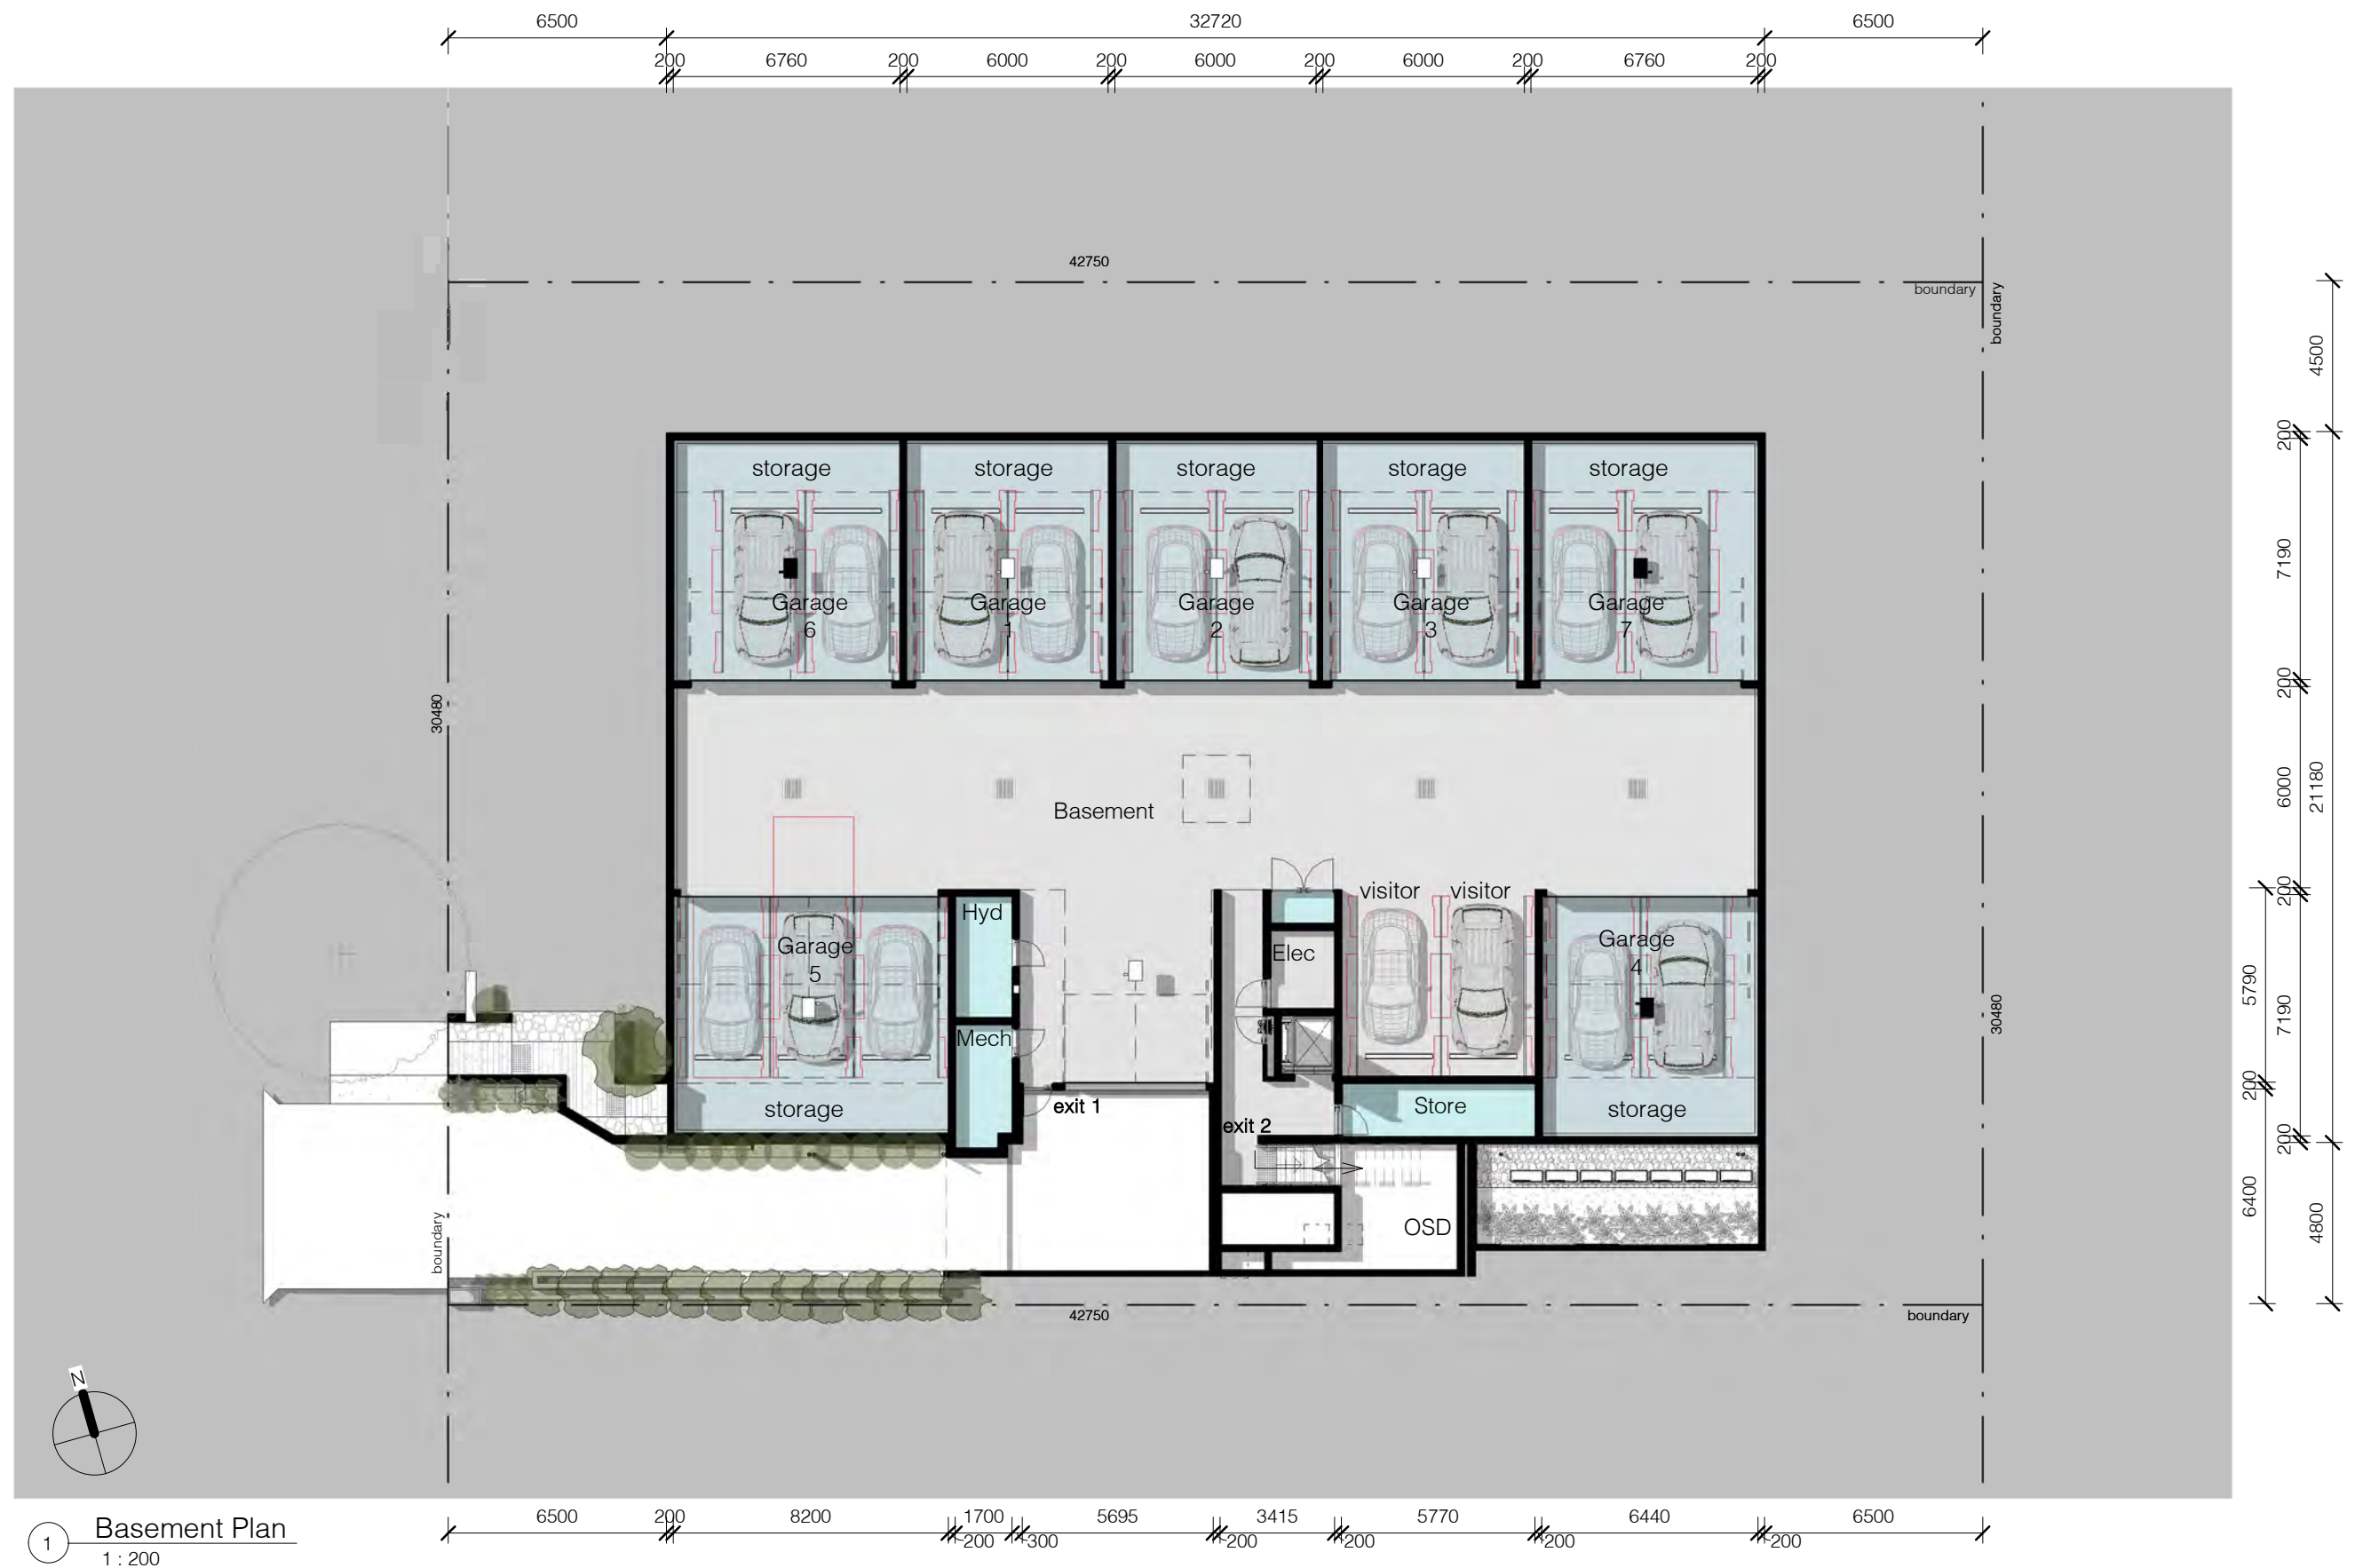 6500 32720 6500
200 6760 200 6000 200 6000 200 6000 200 6760 200
42750
boundary
boundary
4500
200
storage storage storage storage storage
7190
Garage 6
Garage 1
Garage 2
Garage 3
Garage 7
200
30480
6000
21180
Basement
200
visitor visitor
Hyd
Garage 5
Elec
Garage 4
5790
7190
30480
Mech
storage
exit 1
exit 2
Store
storage
200
200
6400
4800
OSD
boundary
42750
boundary
N
6500 200 8200 1700 5695 3415 5770 6440 6500
200 300 200 200 200 200
1 Basement Plan
1 : 200